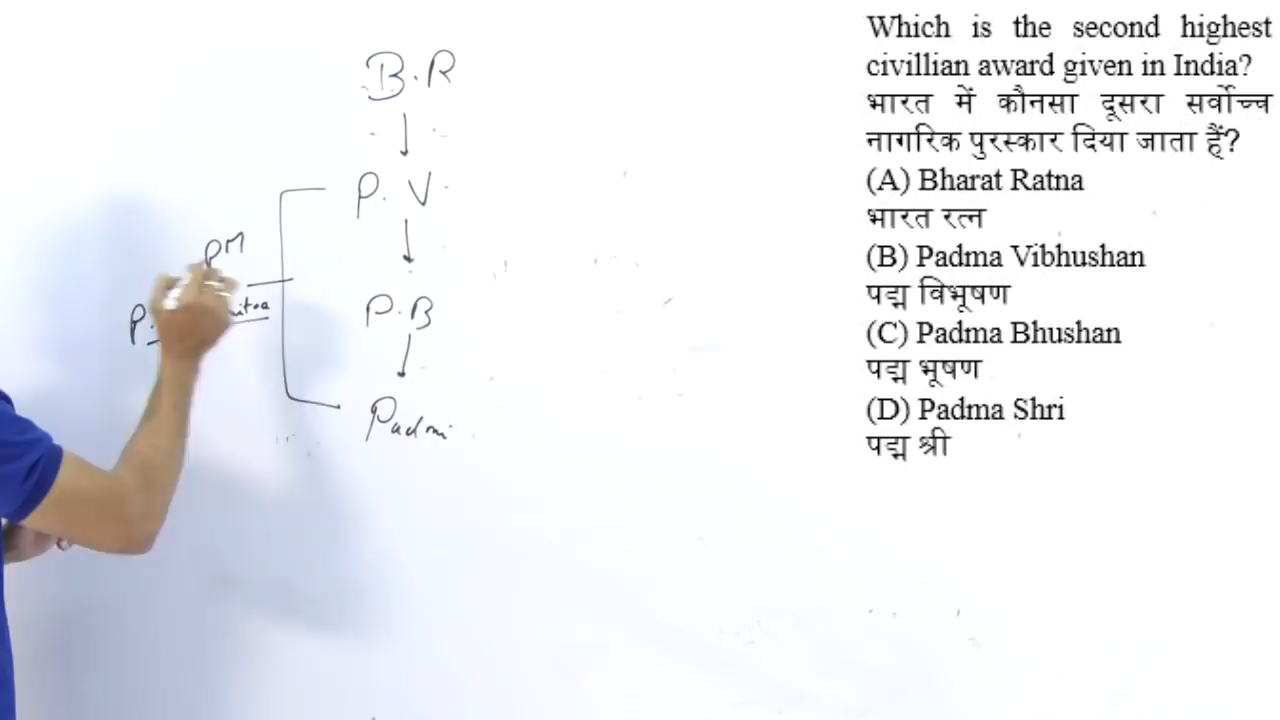 B.R
P.V
PM
P.
P.B
Padmi
Which is the second highest
civillian award given in India?
भारत में कौनसा दूसरा सर्वोच्च
नागरिक पुरस्कार दिया जाता हैं?
(A) Bharat Ratna
भारत रत्न
(B) Padma Vibhushan
पद्म विभूषण
(C) Padma Bhushan
पद्म भूषण
(D) Padma Shri
पद्म श्री